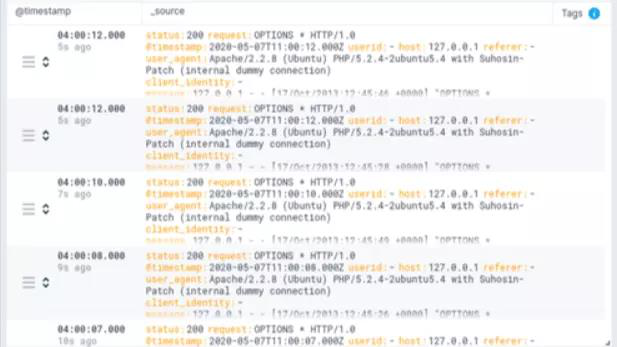 @timestamp _source Tags
04:00:12.000 status:200 request:OPTIONS * HTTP/1.0
5s ago @timestamp:2020-05-07T11:00:12.000Z userid:- host:127.0.0.1 referer:-
user_agent:Apache/2.2.8 (Ubuntu) PHP/5.2.4-2ubuntu5.4 with Suhosin-
Patch (internal dummy connection)
client_identity:-
127.0.0.1 - - [17/Oct/2013:12:45:46 +0000] "OPTIONS *
04:00:12.000 status:200 request:OPTIONS * HTTP/1.0
5s ago @timestamp:2020-05-07T11:00:12.000Z userid:- host:127.0.0.1 referer:-
user_agent:Apache/2.2.8 (Ubuntu) PHP/5.2.4-2ubuntu5.4 with Suhosin-
Patch (internal dummy connection)
client_identity:-
127.0.0.1 - - [17/Oct/2013:12:45:28 +0000] "OPTIONS *
04:00:10.000 status:200 request:OPTIONS * HTTP/1.0
7s ago @timestamp:2020-05-07T11:00:10.000Z userid:- host:127.0.0.1 referer:-
user_agent:Apache/2.2.8 (Ubuntu) PHP/5.2.4-2ubuntu5.4 with Suhosin-
Patch (internal dummy connection)
client_identity:-
127.0.0.1 - - [17/Oct/2013:12:45:49 +0000] "OPTIONS *
04:00:08.000 status:200 request:OPTIONS * HTTP/1.0
9s ago @timestamp:2020-05-07T11:00:08.000Z userid:- host:127.0.0.1 referer:-
user_agent:Apache/2.2.8 (Ubuntu) PHP/5.2.4-2ubuntu5.4 with Suhosin-
Patch (internal dummy connection)
client_identity:-
127.0.0.1 - - [17/Oct/2013:12:45:26 +0000] "OPTIONS *
04:00:07.000 status:200 request:OPTIONS * HTTP/1.0
10s ago @timestamp:2020-05-07T11:00:07.000Z userid:- host:127.0.0.1 referer:-